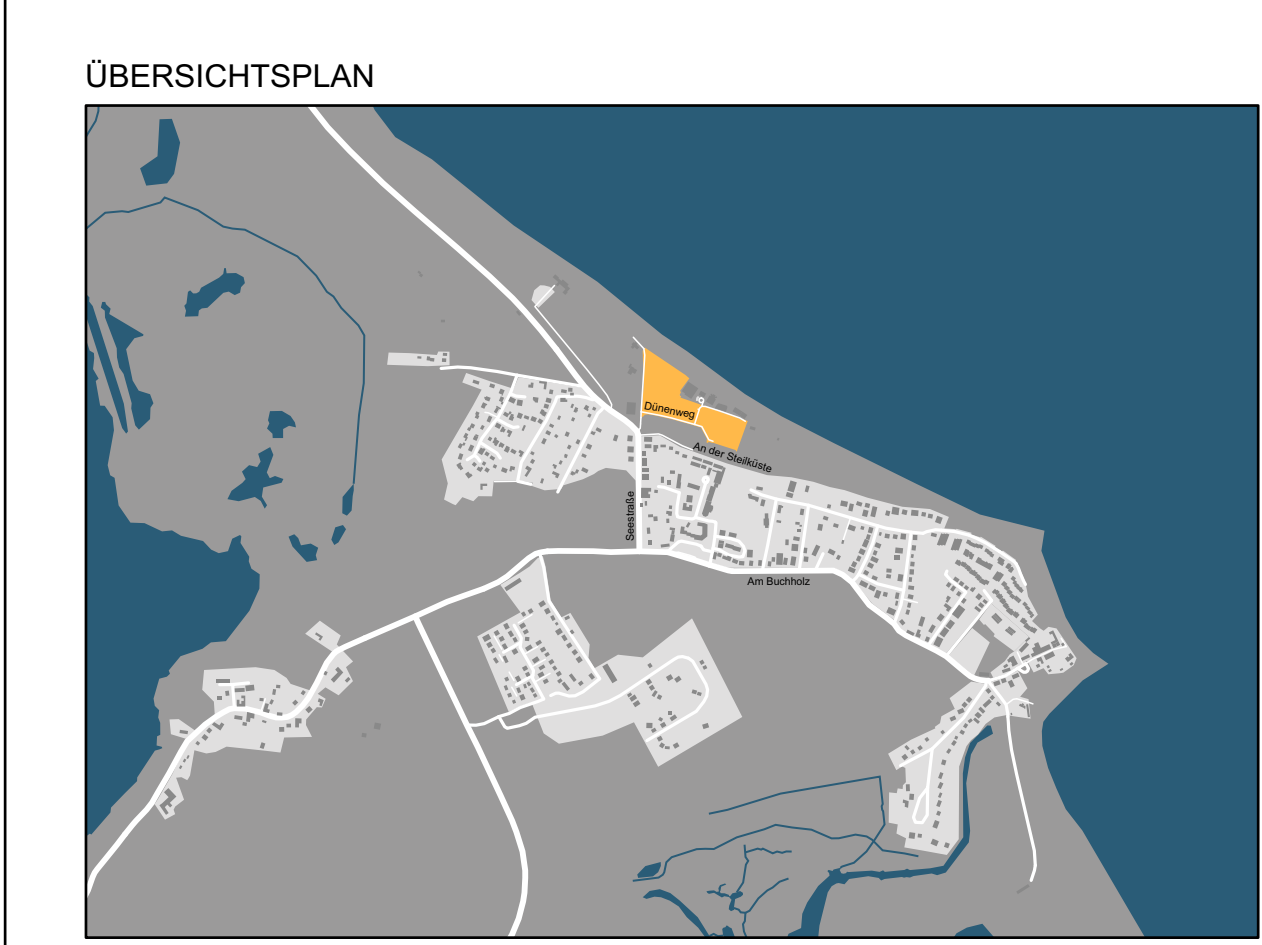 ÜBERSICHTSPLAN
Dünenweg
An der Steilküste
Seestraße
Am Buchholz